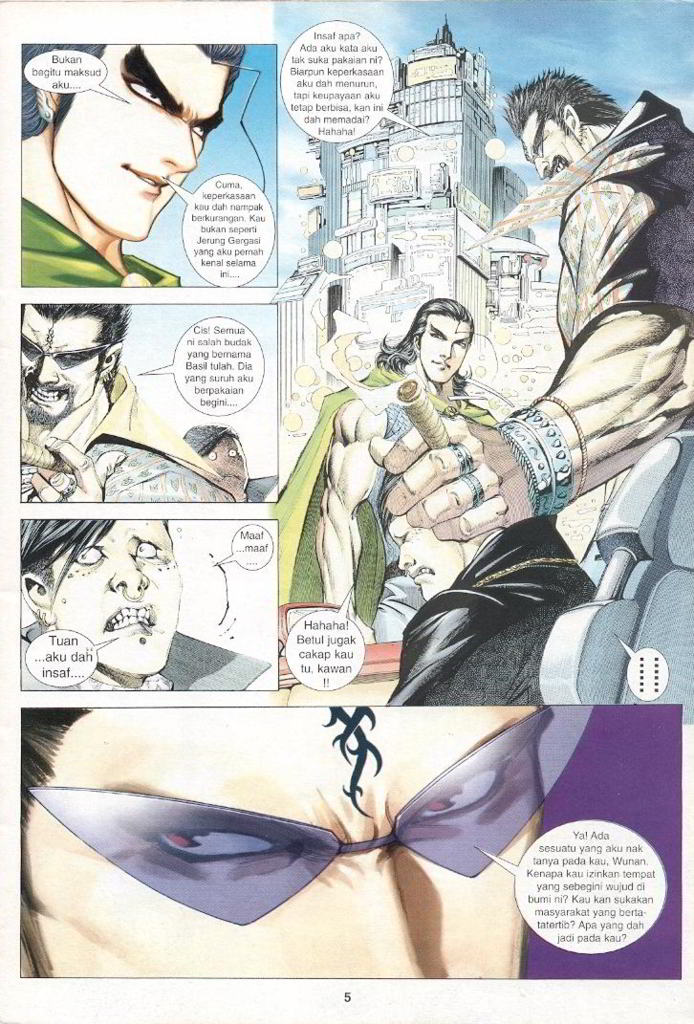 Bukan
begitu maksud
aku....
Cuma,
keperkasaan
kau dah nampak
berkurangan. Kau
bukan seperti
Jerung Gergasi
yang aku pernah
kenal selama
ini....
Insaf apa?
Ada aku kata aku
tak suka pakaian ni?
Biarpun keperkasaan
aku dah menurun,
tapi keupayaan aku
tetap berbisa, kan ini
dah memadai?
Hahaha!
Cis! Semua
ni salah budak
yang bernama
Basil tulah. Dia
yang suruh aku
berpakaian
begini....
Maaf
...maaf
....
Tuan
...aku dah
insaf....
Hahaha!
Betul jugak
cakap kau
tu, kawan
!!
Ya! Ada
sesuatu yang aku nak
tanya pada kau, Wunan.
Kenapa kau izinkan tempat
yang sebegini wujud di
bumi ni? Kau kan sukakan
masyarakat yang berta-
tatertib? Apa yang dah
jadi pada kau?
5